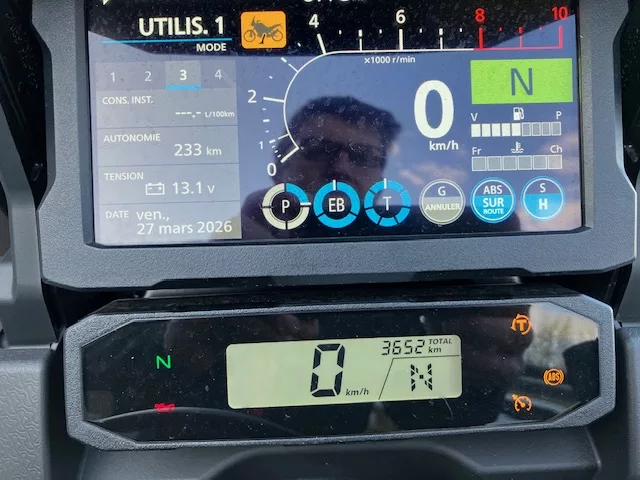 UTILIS. 1
MODE
4 6 8 10
x1000 r/min
2
1
0
1 2 3 4
CONS. INST.
---,- L/100km
AUTONOMIE
233 km
TENSION
13.1 V
DATE ven.,
27 mars 2026
0
km/h
N
V P
Fr Ch
P
EB
T
G
ANNULER
ABS
SUR
ROUTE
S
H
N
0 km/h
3652 TOTAL
km
N
T
ABS